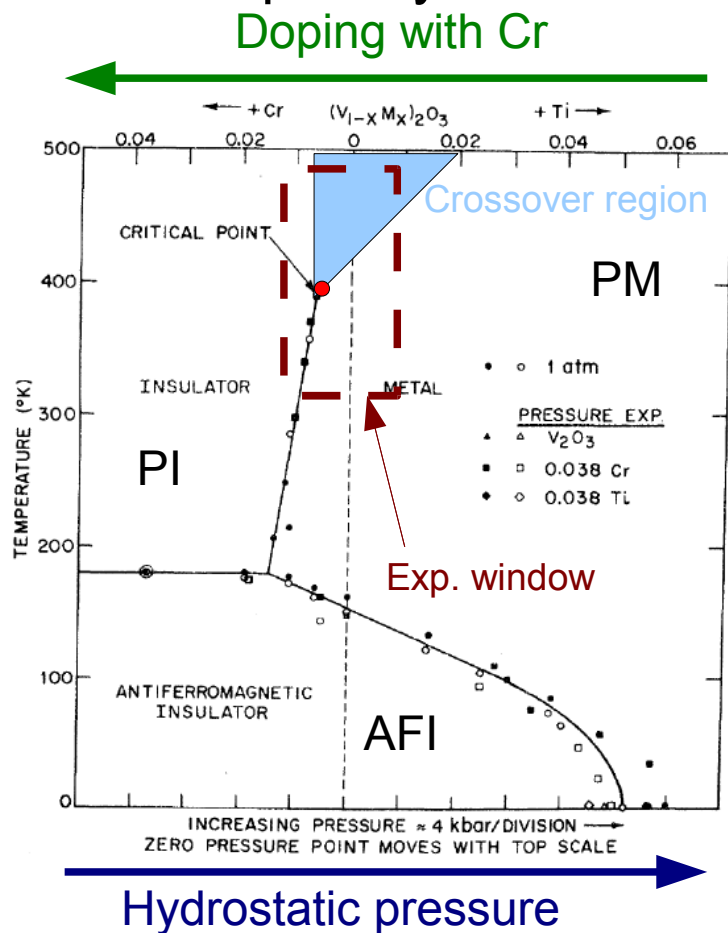 Doping with Cr
+Cr (V1-XMX)2O3 +Ti
0.04 0.02 0 0.02 0.04 0.06
500
Crossover region
CRITICAL POINT
PM
400
1 atm
INSULATOR METAL
PRESSURE EXP.
300
V2O3
PI
0.038 Cr
0.038 Ti
TEMPERATURE (°K)
200
Exp. window
100
ANTIFERROMAGNETIC
INSULATOR
AFI
0
INCREASING PRESSURE ≈ 4 kbar/DIVISION
ZERO PRESSURE POINT MOVES WITH TOP SCALE
Hydrostatic pressure